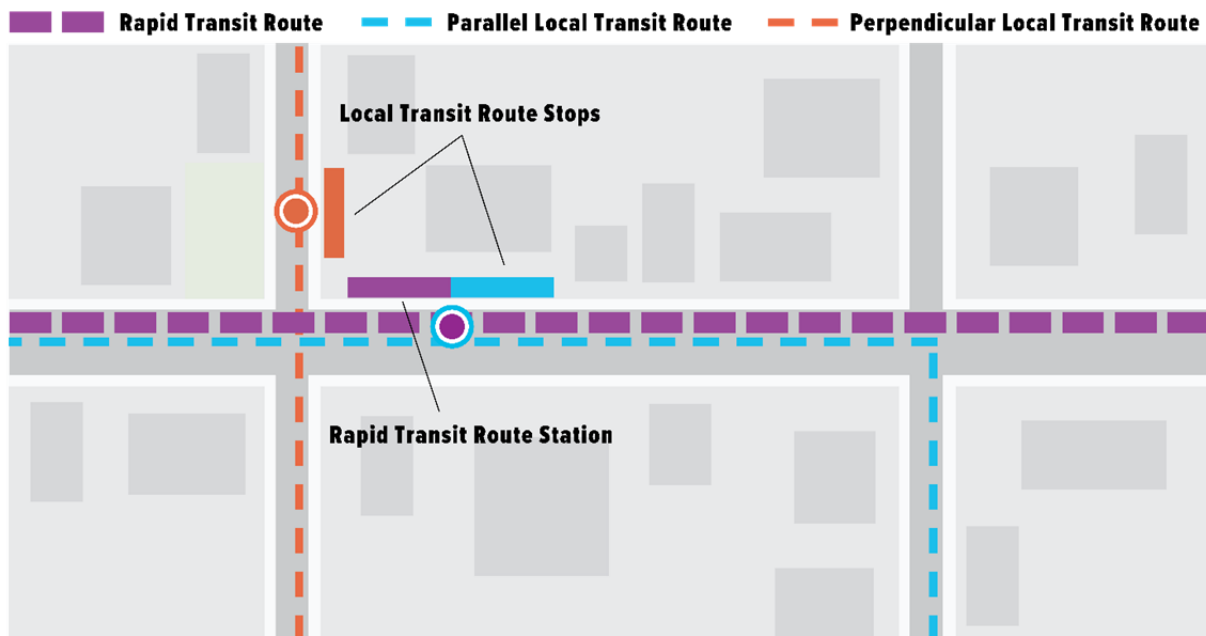 Rapid Transit Route
Parallel Local Transit Route
Perpendicular Local Transit Route
Local Transit Route Stops
Rapid Transit Route Station